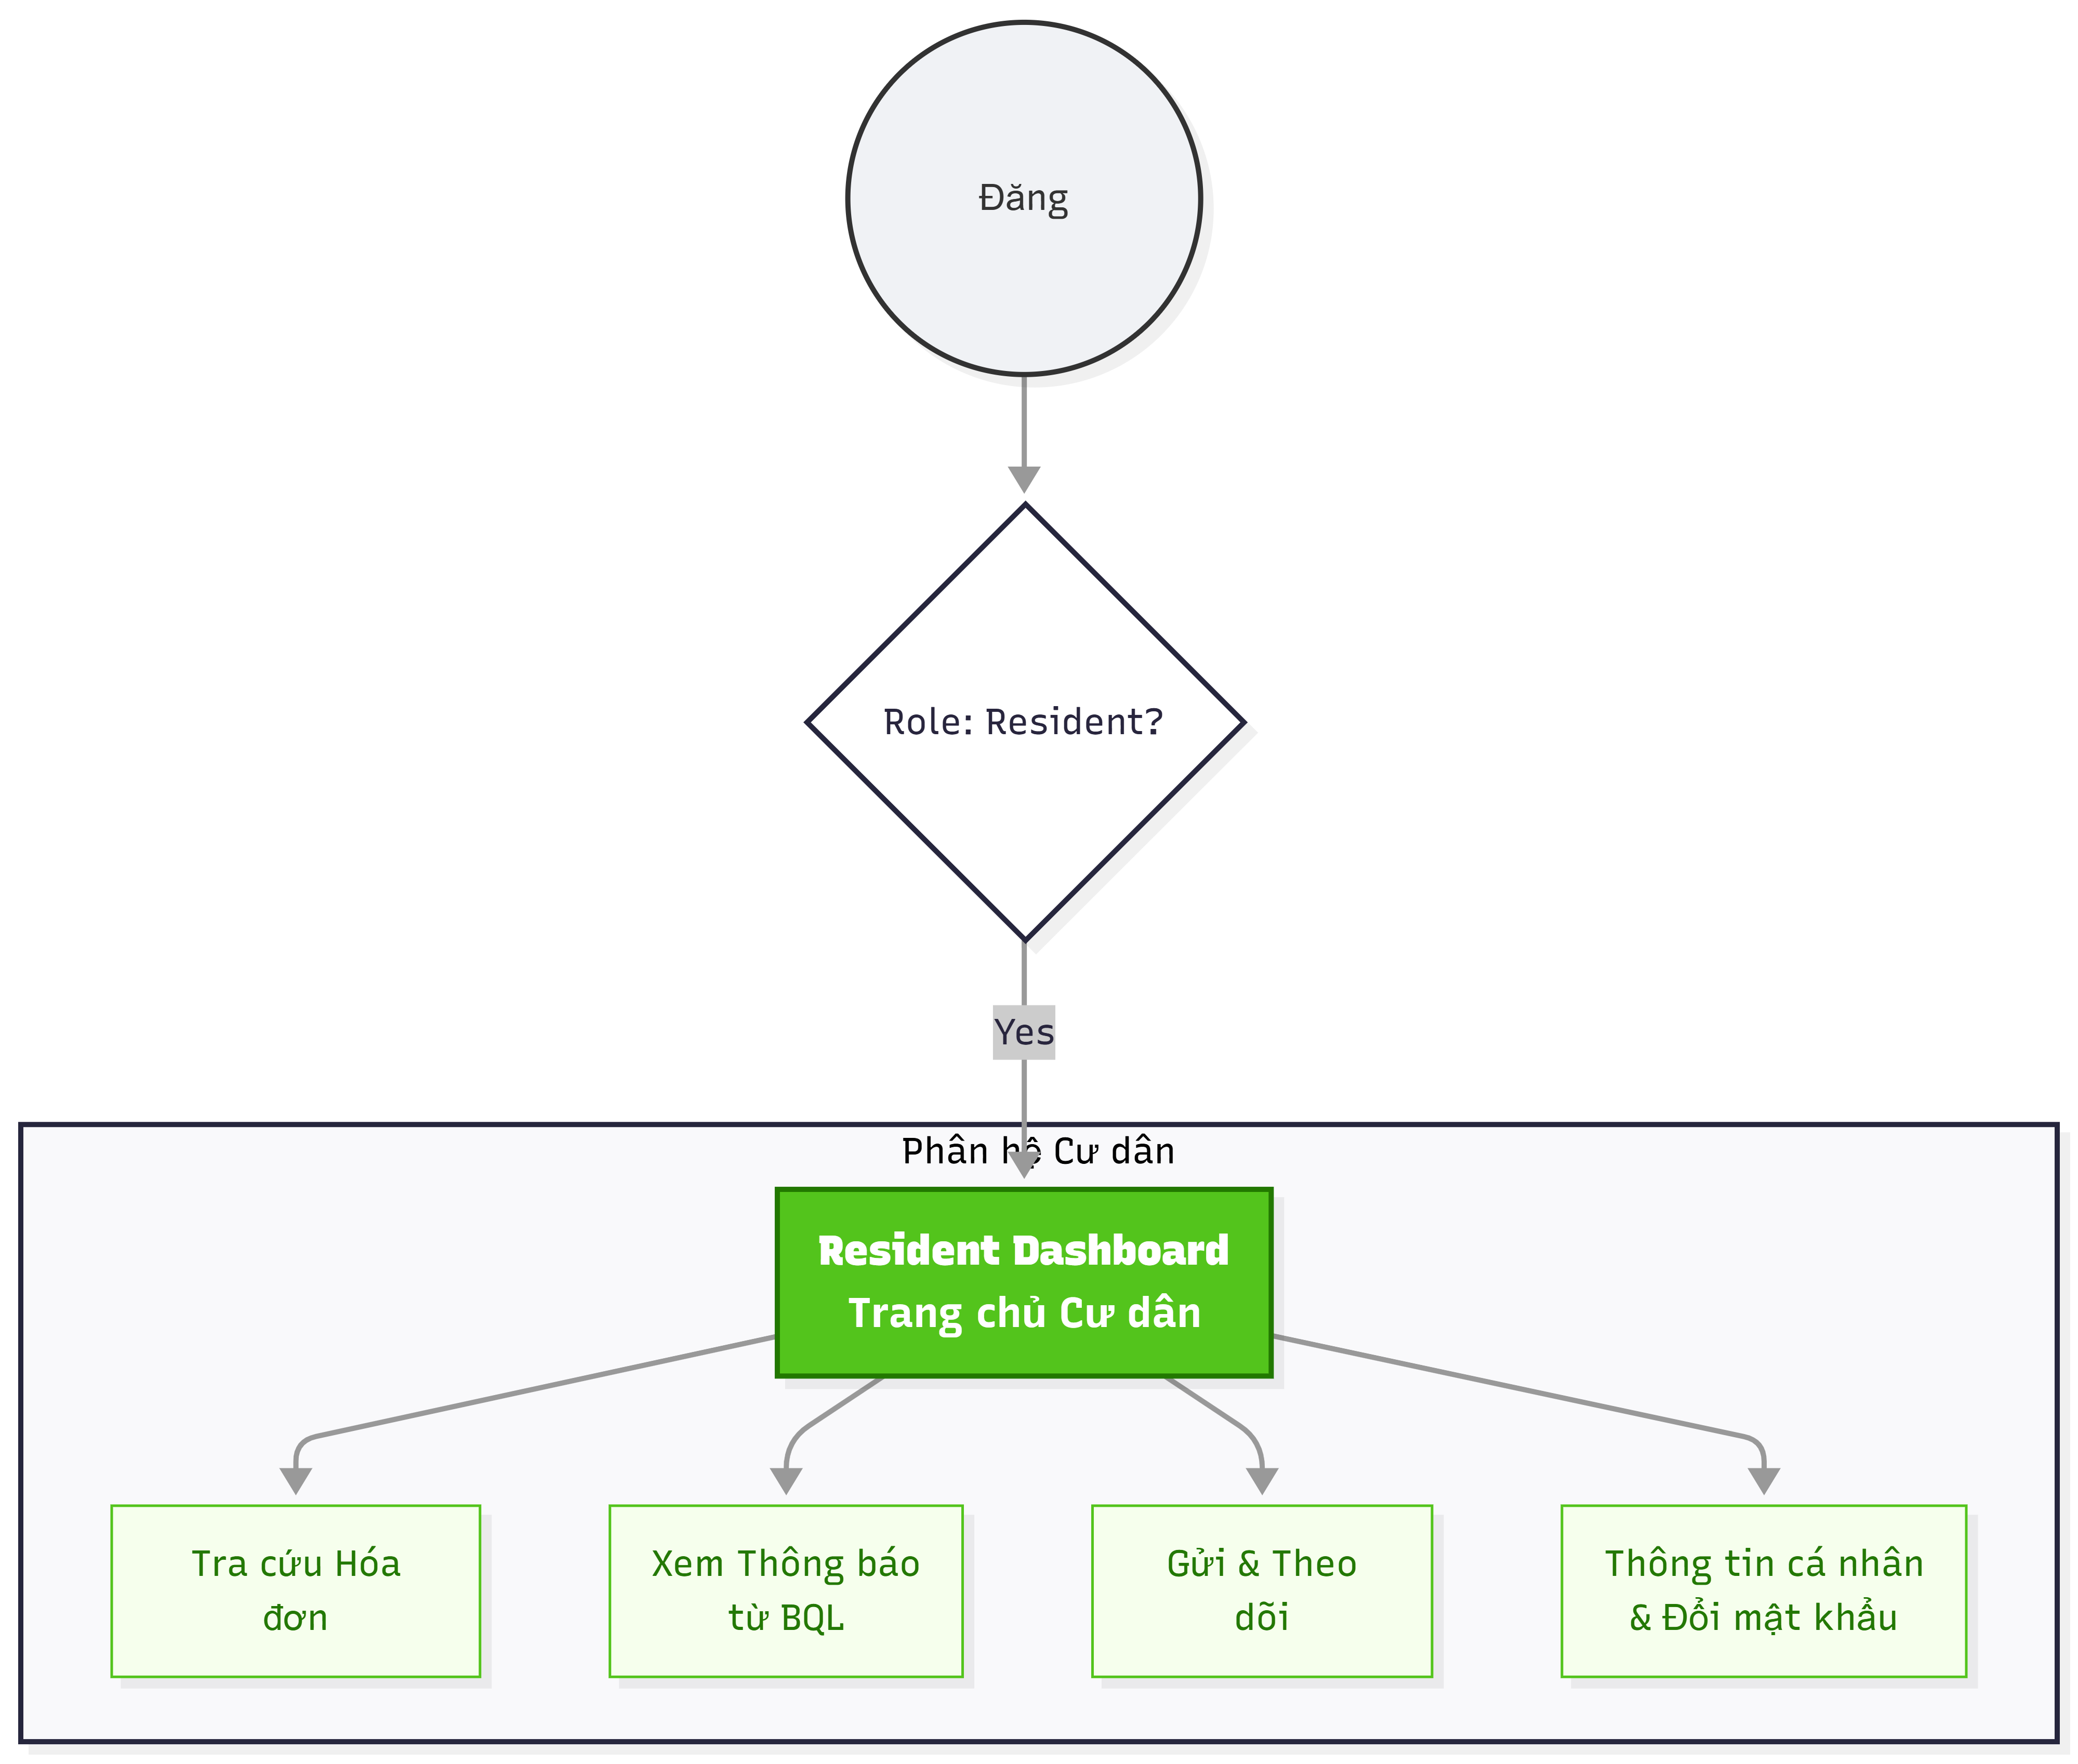 Đăng
Role: Resident?
Yes
Phân hệ Cư dân
Resident Dashboard
Trang chủ Cư dân
Tra cứu Hóa
đơn
Xem Thông báo
từ BQL
Gửi & Theo
dõi
Thông tin cá nhân
& Đổi mật khẩu